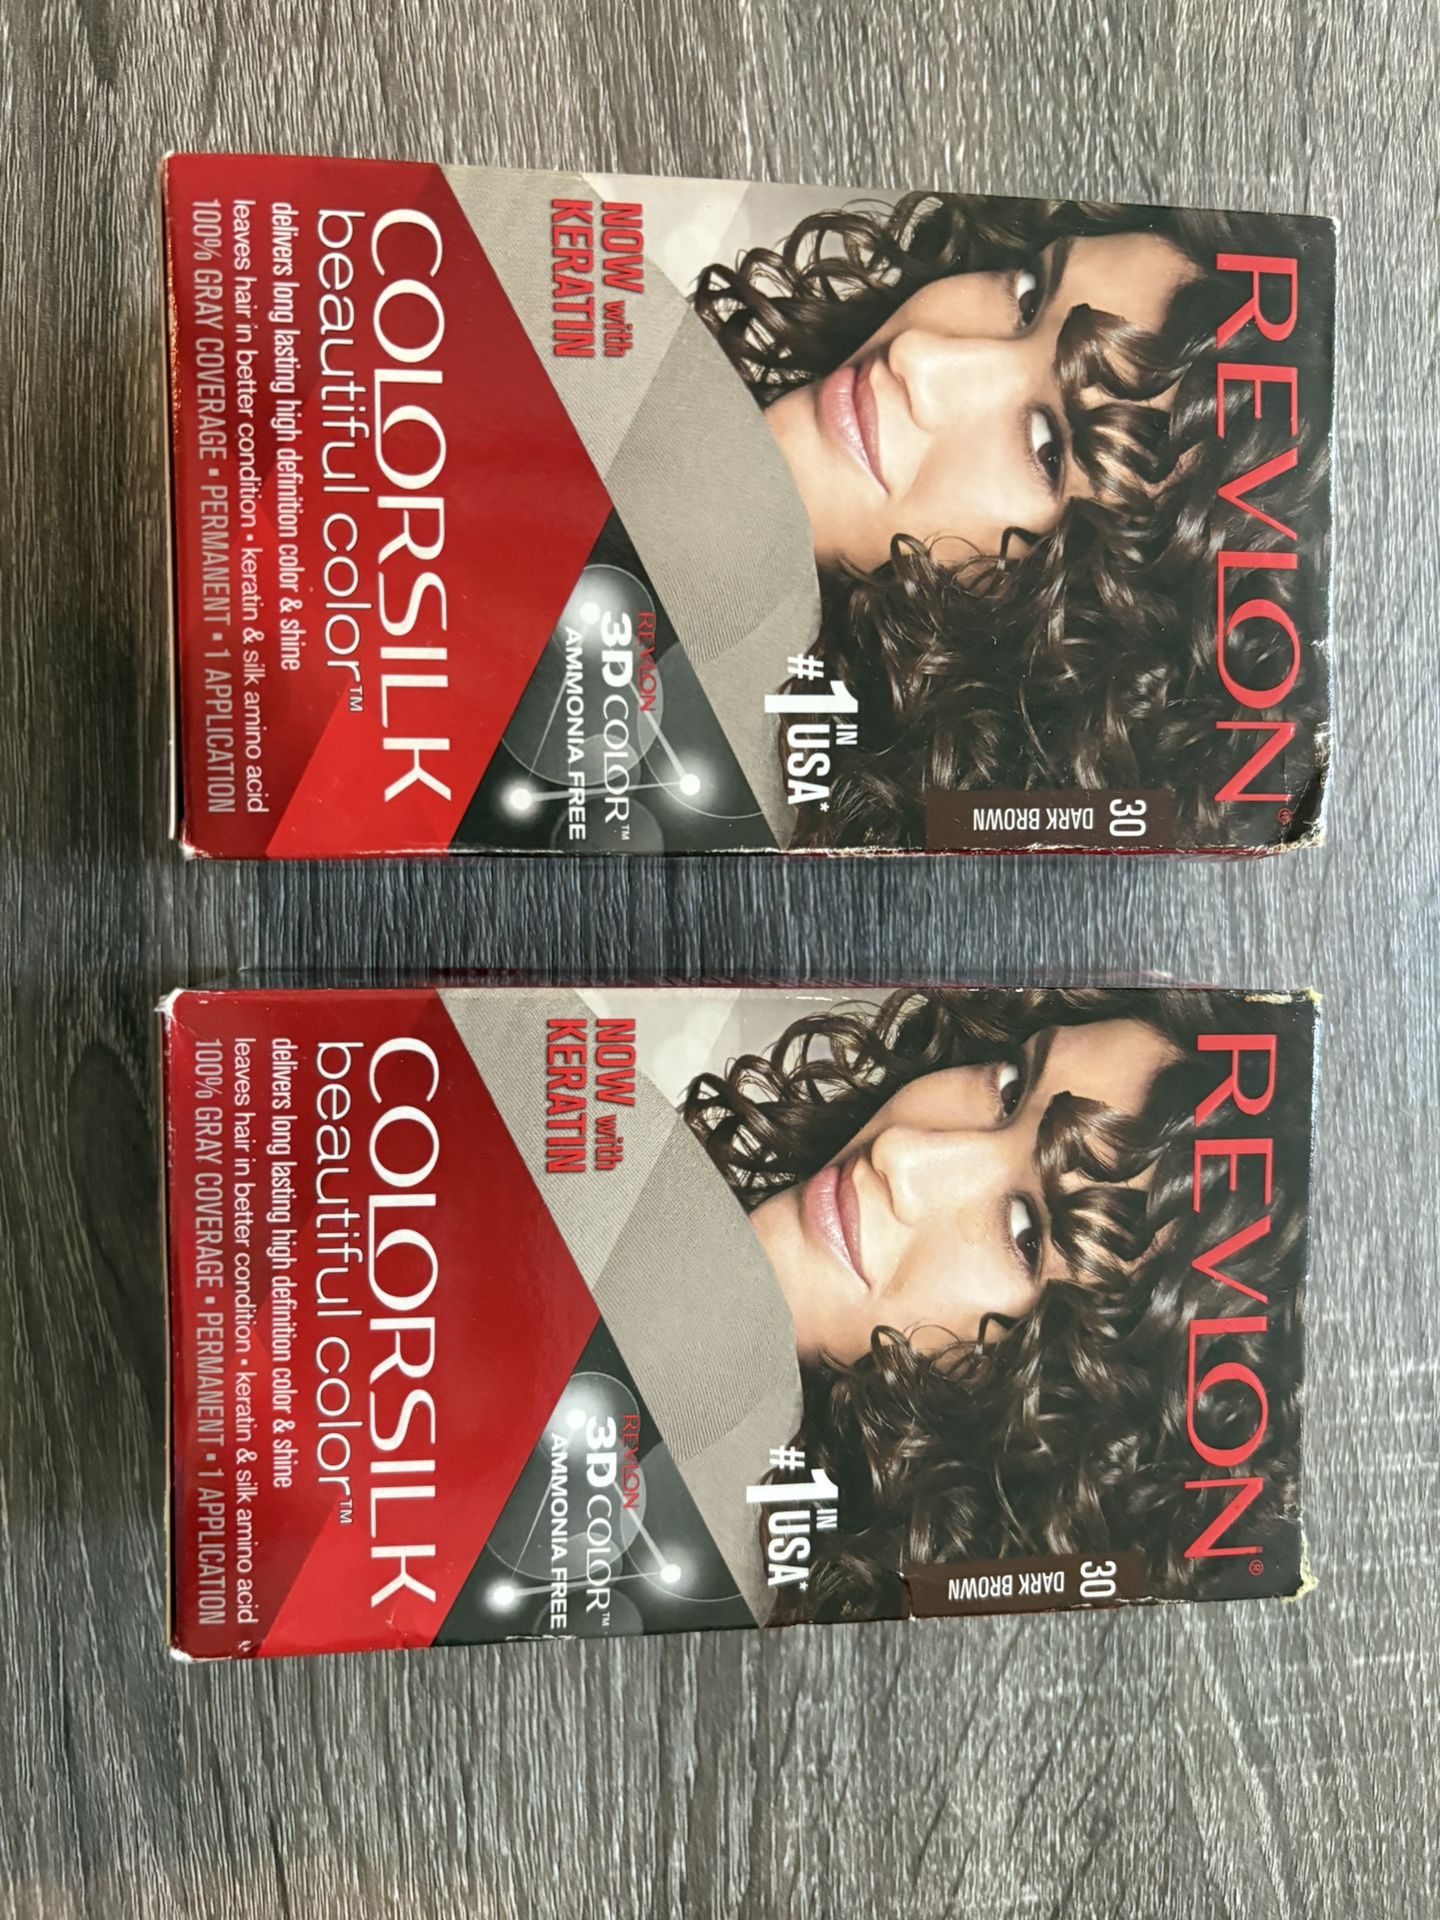 REVLON®
30
DARK BROWN
#1 IN USA*
NOW with
KERATIN
REVLON
3D COLOR™
AMMONIA FREE
COLORSILK
beautiful color™
delivers long lasting high definition color & shine
leaves hair in better condition • keratin & silk amino acid
100% GRAY COVERAGE • PERMANENT • 1 APPLICATION
REVLON®
30
DARK BROWN
#1 IN USA*
NOW with
KERATIN
REVLON
3D COLOR™
AMMONIA FREE
COLORSILK
beautiful color™
delivers long lasting high definition color & shine
leaves hair in better condition • keratin & silk amino acid
100% GRAY COVERAGE • PERMANENT • 1 APPLICATION